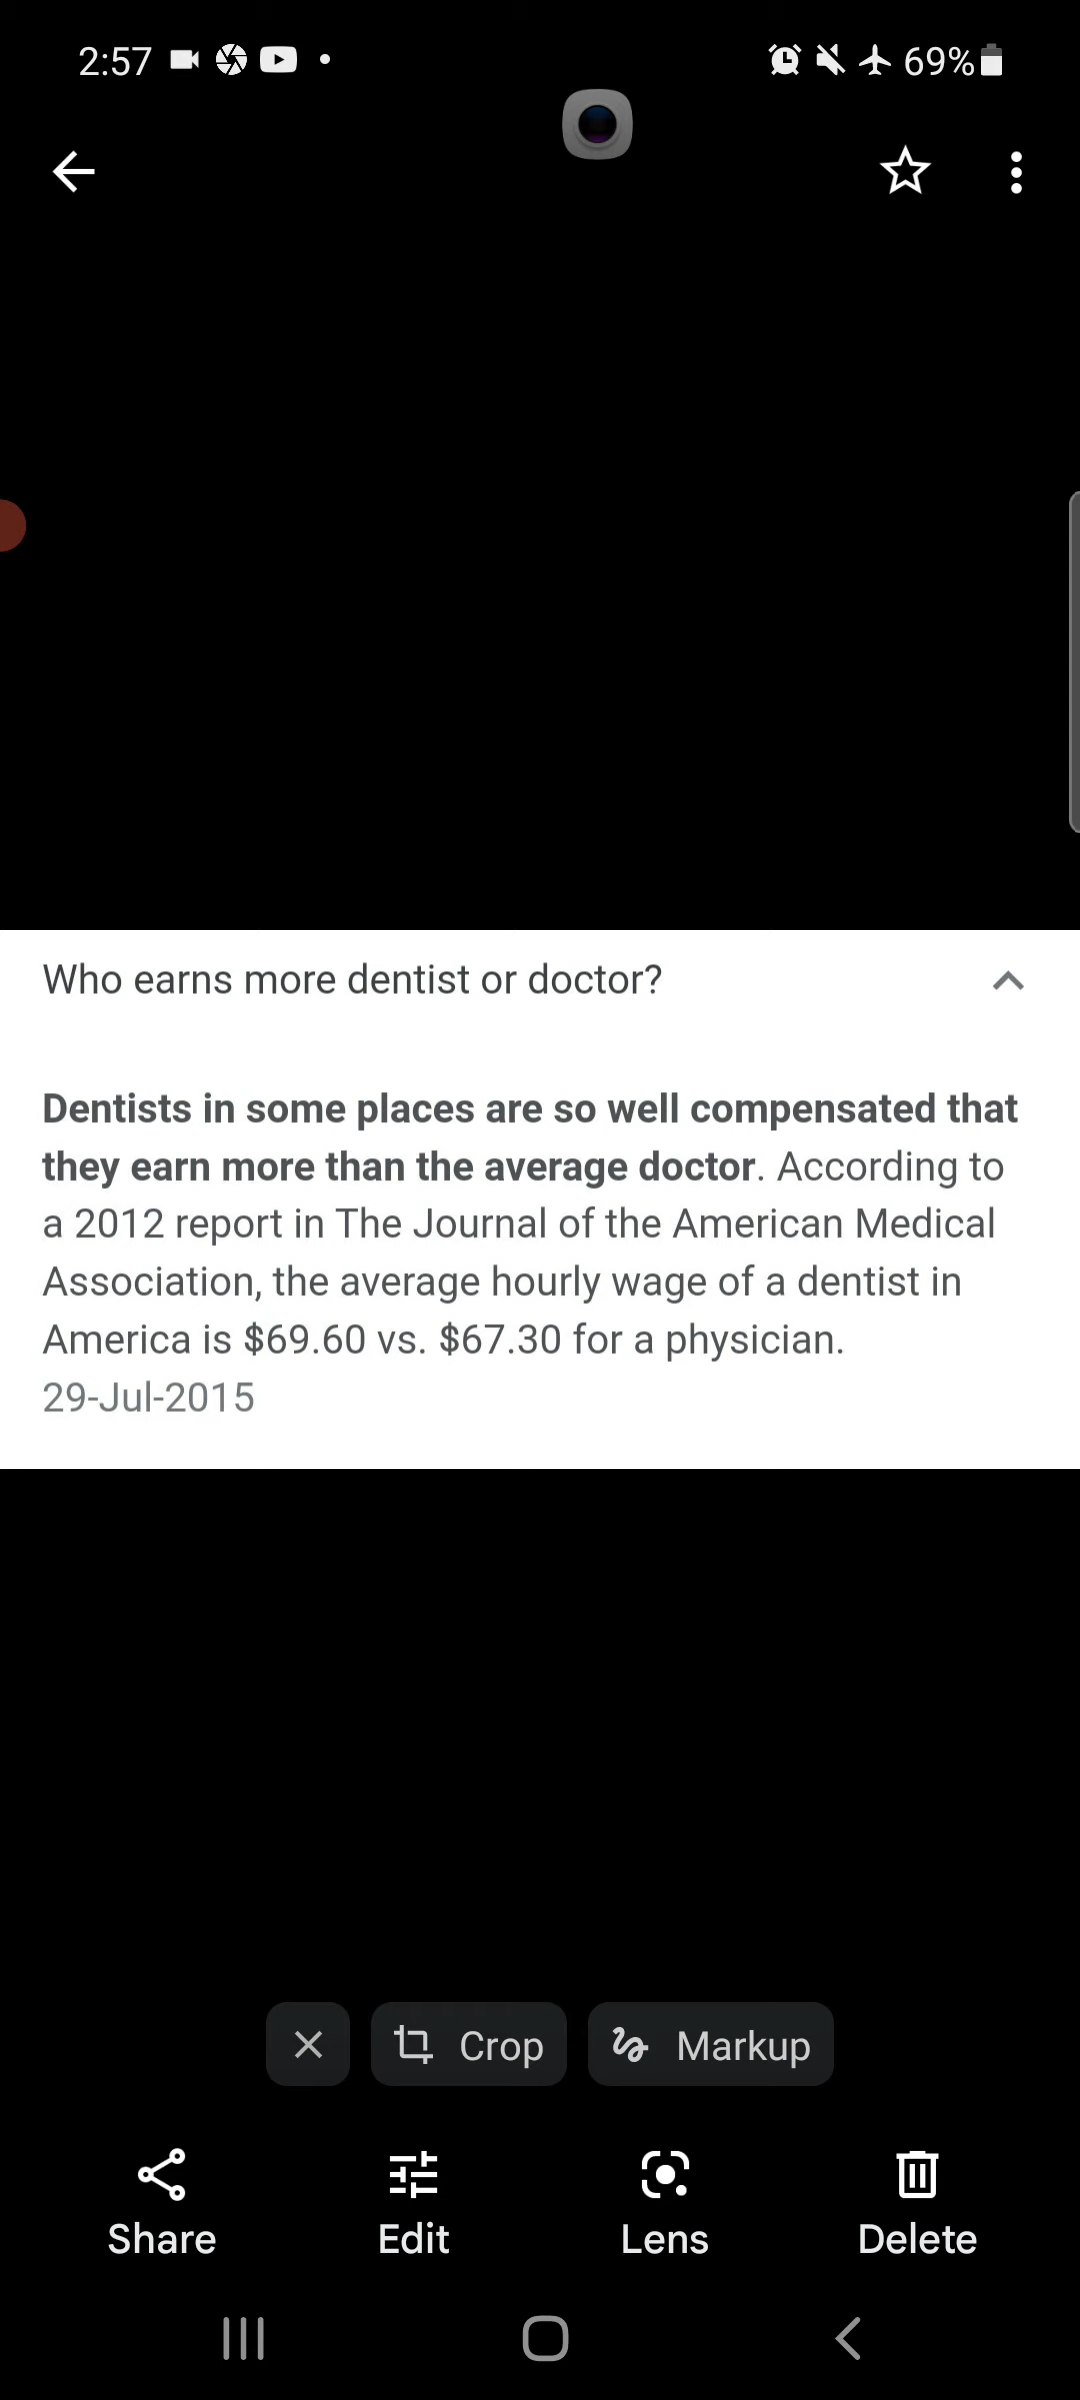 2:57
69%
Who earns more dentist or doctor?
Dentists in some places are so well compensated that
they earn more than the average doctor. According to
a 2012 report in The Journal of the American Medical
Association, the average hourly wage of a dentist in
America is $69.60 vs. $67.30 for a physician.
29-Jul-2015
Crop
Markup
Share
Edit
Lens
Delete